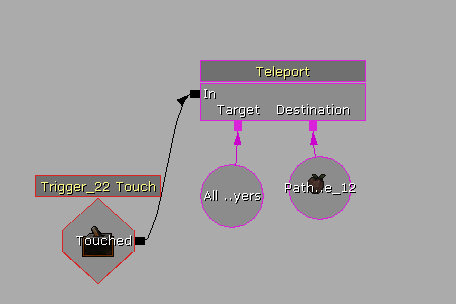 Teleport
In
Target Destination
Trigger_22 Touch
All ..yers
Path..e_12
Touched